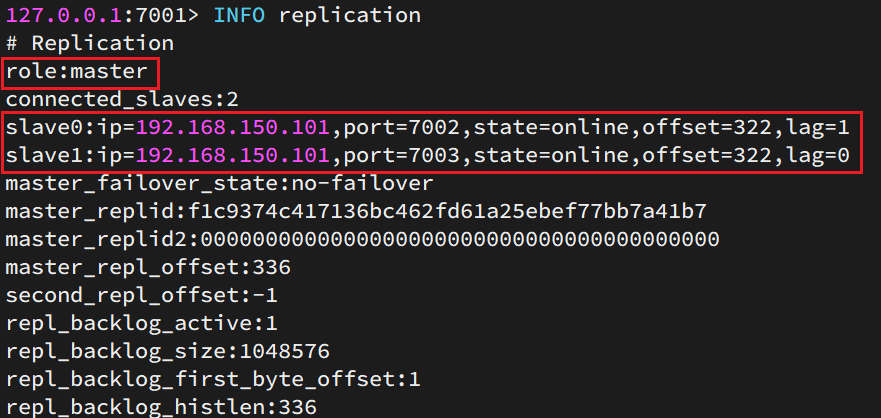 127.0.0.1:7001> INFO replication
# Replication
role:master
connected_slaves:2
slave0:ip=192.168.150.101,port=7002,state=online,offset=322,lag=1
slave1:ip=192.168.150.101,port=7003,state=online,offset=322,lag=0
master_failover_state:no-failover
master_replid:f1c9374c417136bc462fd61a25ebef77bb7a41b7
master_replid2:0000000000000000000000000000000000000000
master_repl_offset:336
second_repl_offset:-1
repl_backlog_active:1
repl_backlog_size:1048576
repl_backlog_first_byte_offset:1
repl_backlog_histlen:336